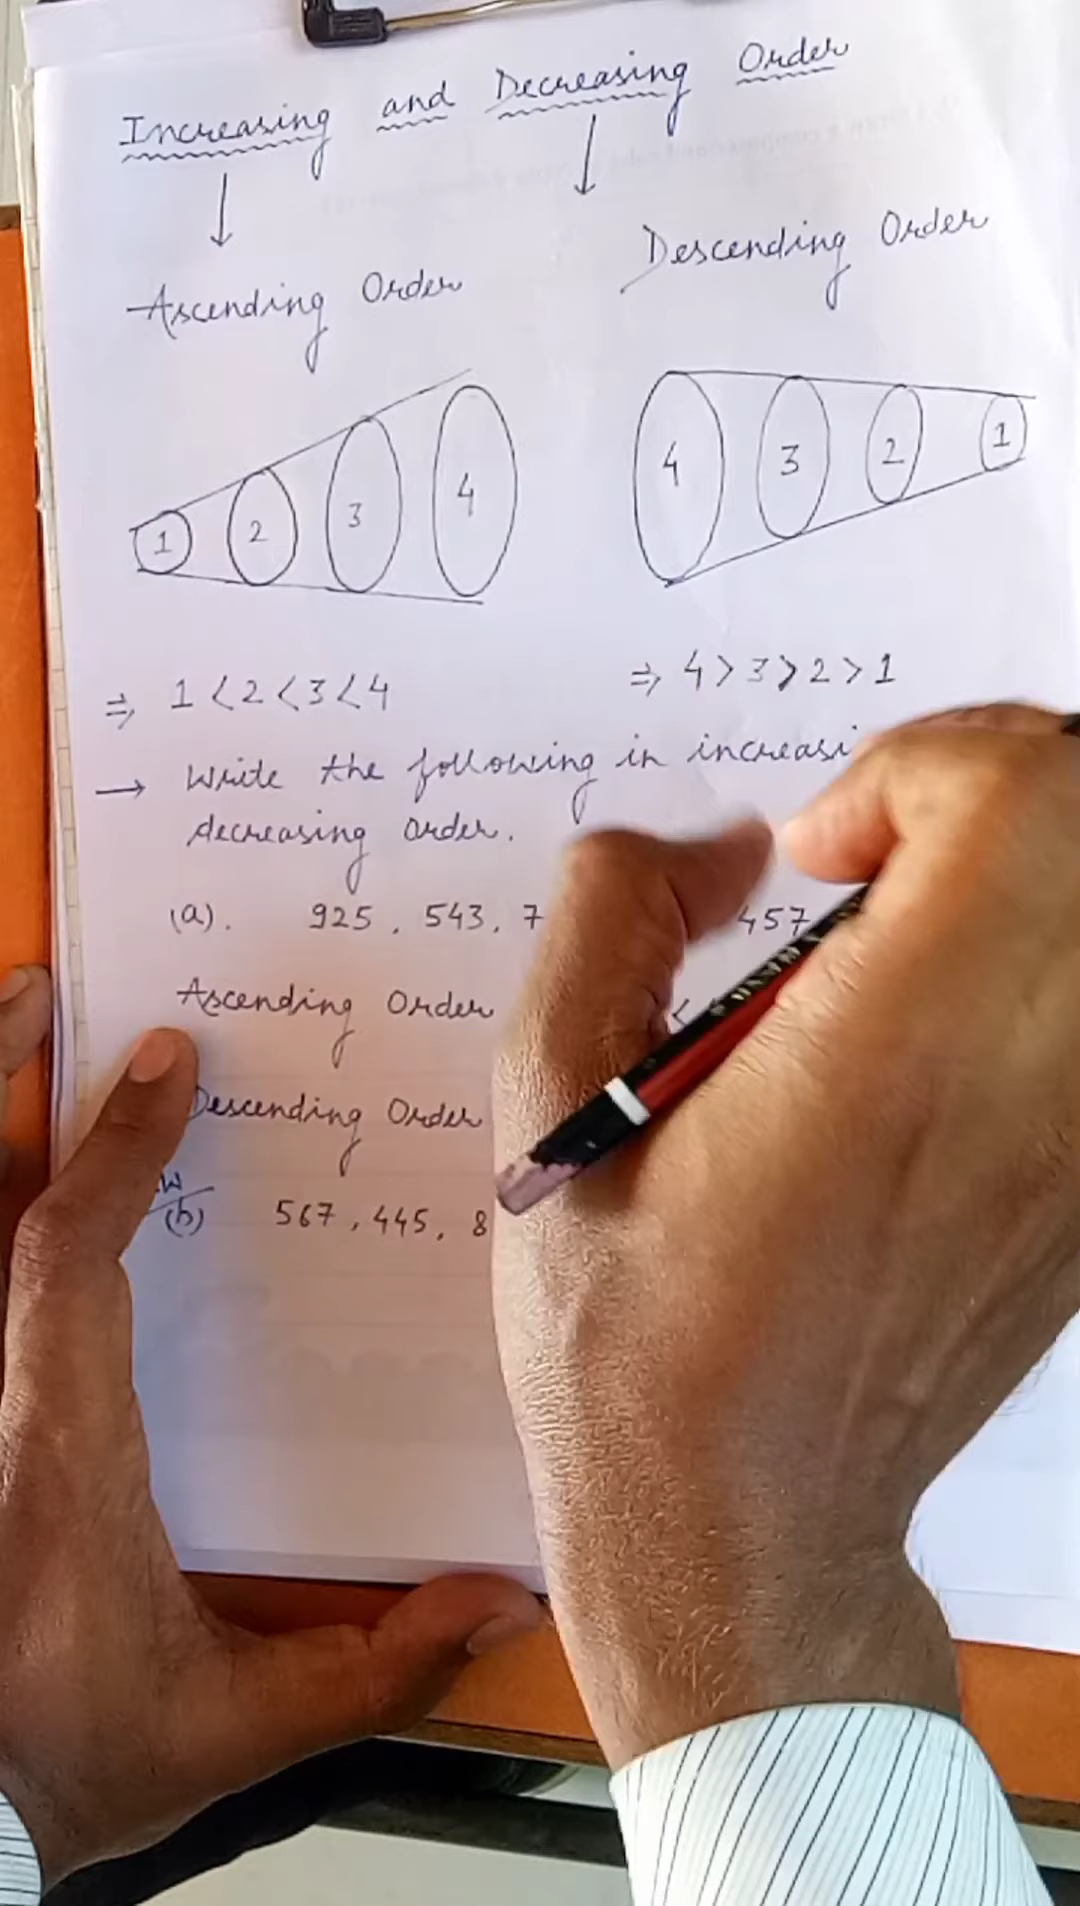 Increasing and Decreasing Order
↓ ↓
Ascending Order Descending Order
1 2 3 4 4 3 2 1
⇒ 1 < 2 < 3 < 4 ⇒ 4 > 3 > 2 > 1
→ Write the following in increasi
decreasing order.
(a). 925, 543, 7 457
Ascending Order <
Descending Order
(b) 567, 445, 8